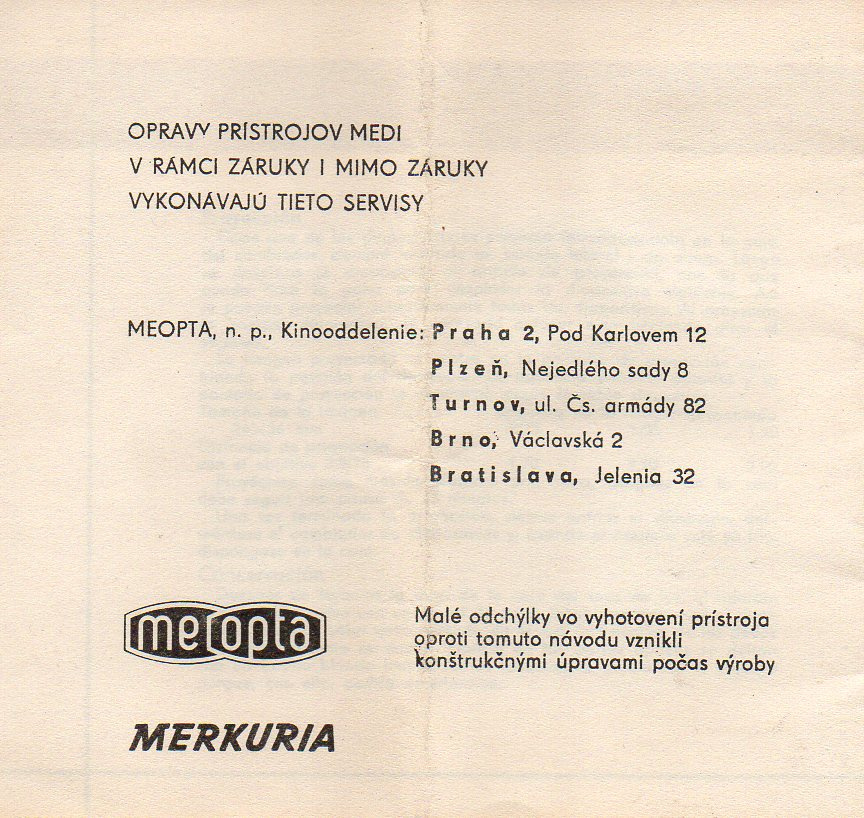 OPRAVY PRÍSTROJOV MEDI
V RÁMCI ZÁRUKY I MIMO ZÁRUKY
VYKONÁVAJÚ TIETO SERVISY
MEOPTA, n. p., Kinooddelenie: Praha 2, Pod Karlovem 12
Plzeň, Nejedlého sady 8
Turnov, ul. Čs. armády 82
Brno, Václavská 2
Bratislava, Jelenia 32
meopta
Malé odchýlky vo vyhotovení prístroja
oproti tomuto návodu vznikli
konštrukčnými úpravami počas výroby
MERKURIA